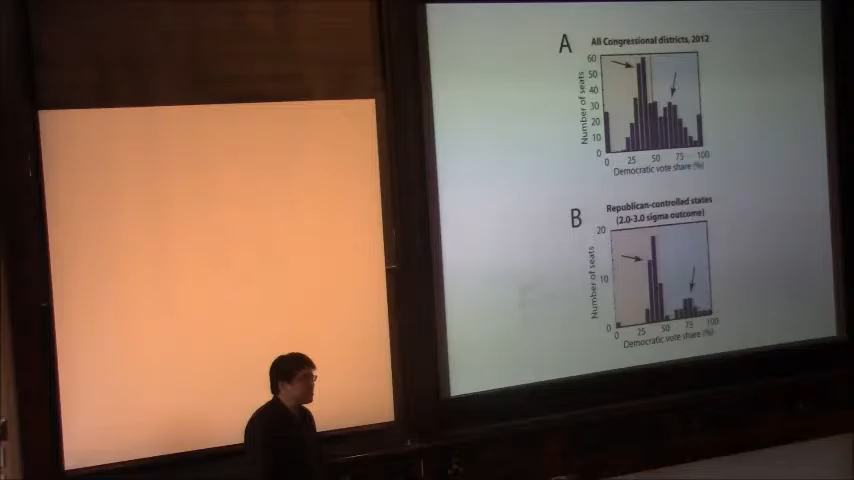 A
All Congressional districts, 2012
60
50
40
30
20
10
0
Number of seats
0 25 50 75 100
Democratic vote share (%)
B
Republican-controlled states
(2.0-3.0 sigma outcome)
20
10
0
Number of seats
0 25 50 75 100
Democratic vote share (%)